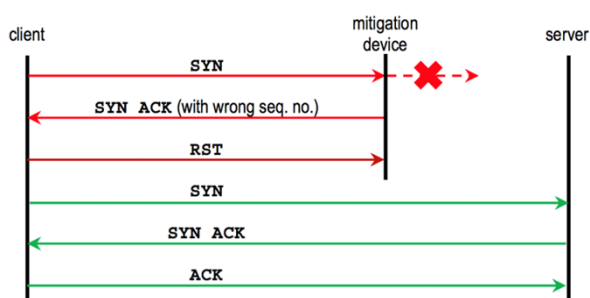 client
mitigation
device
server
SYN
SYN ACK (with wrong seq. no.)
RST
SYN
SYN ACK
ACK